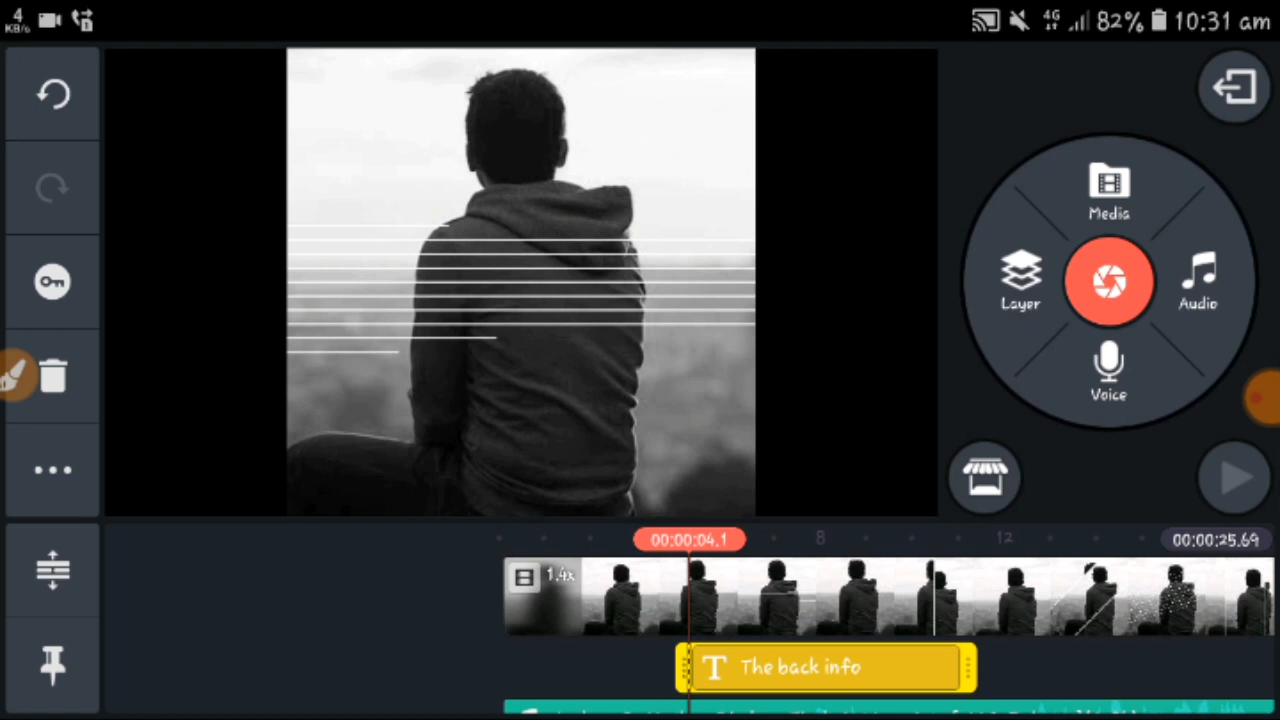 4
KB/s
4G 82% 10:31 am
Media
Layer
Audio
Voice
00:00:04.1
8
12
00:00:25.69
1.4x
T The back info